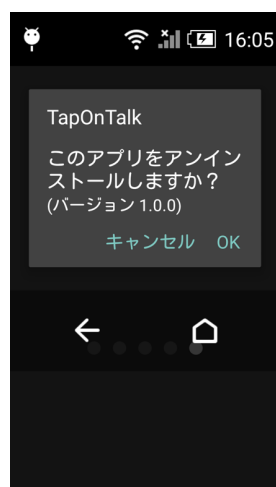 16:05
TapOnTalk
このアプリをアンイン
ストールしますか？
(バージョン 1.0.0)
キャンセル OK